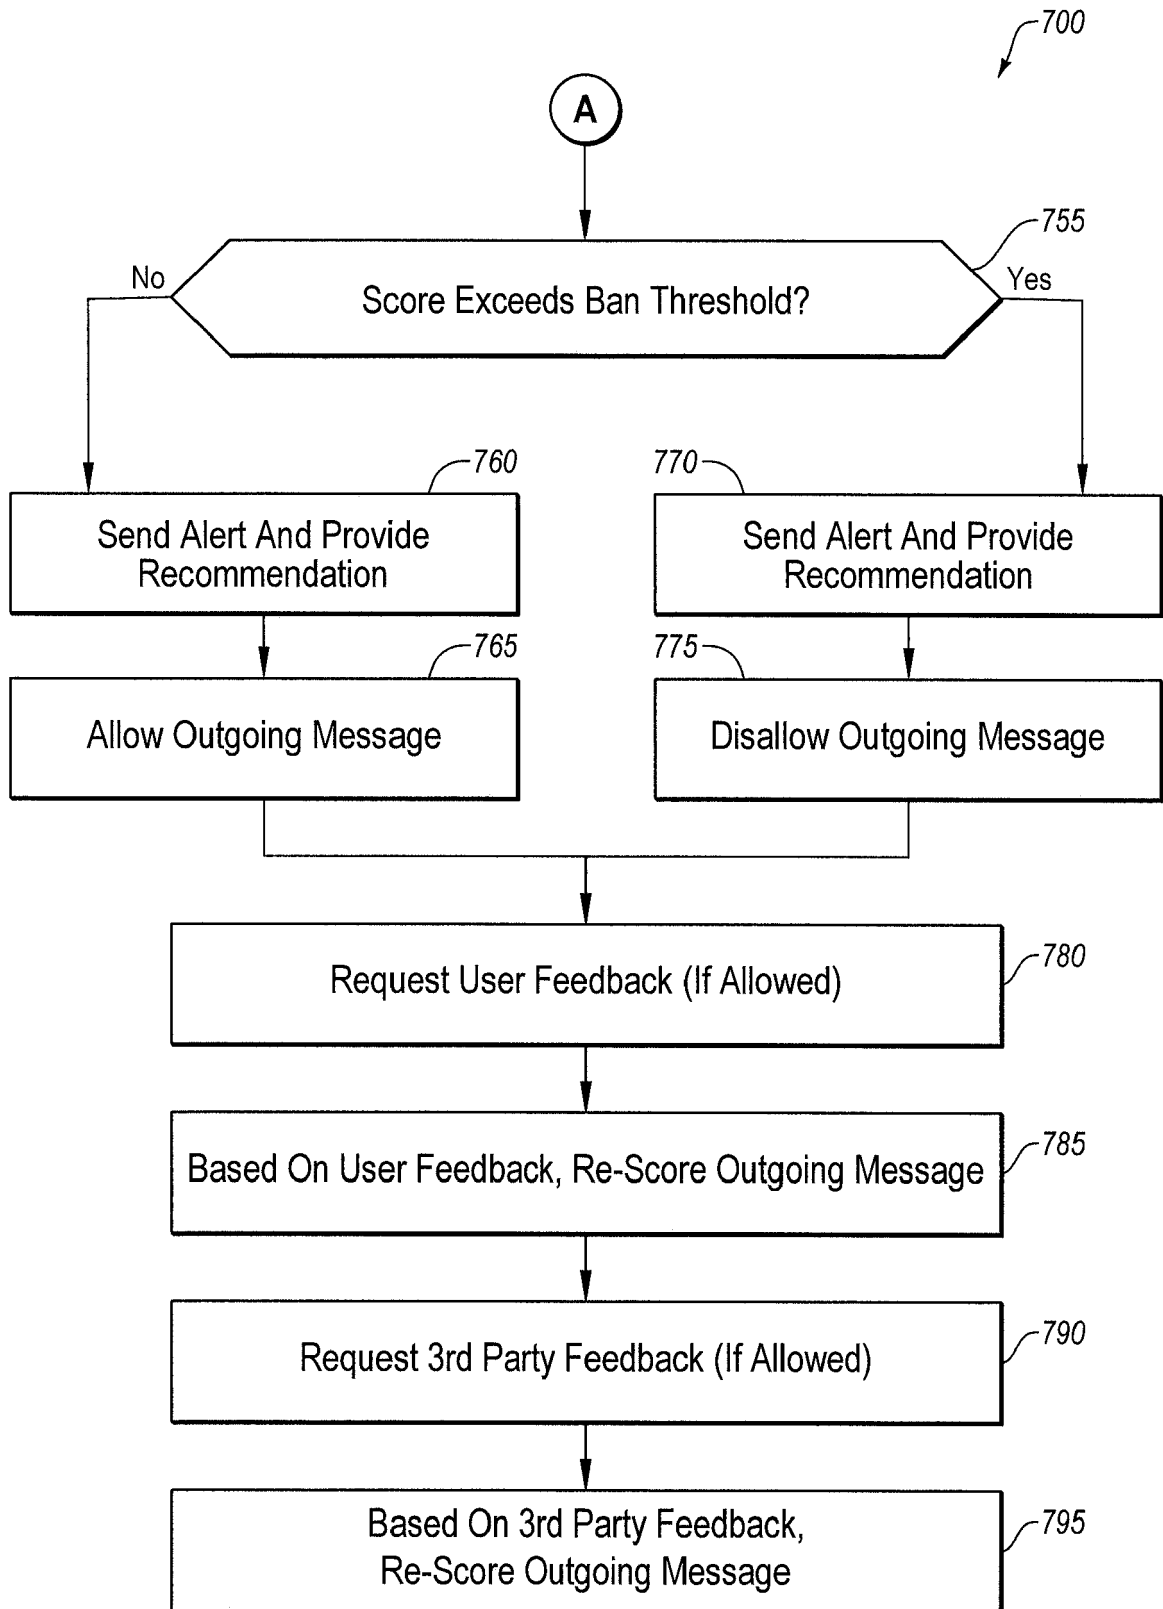 700
A
755
No
Yes
Score Exceeds Ban Threshold?
760
770
Send Alert And Provide
Recommendation
Send Alert And Provide
Recommendation
765
775
Allow Outgoing Message
Disallow Outgoing Message
780
Request User Feedback (If Allowed)
785
Based On User Feedback, Re-Score Outgoing Message
790
Request 3rd Party Feedback (If Allowed)
795
Based On 3rd Party Feedback,
Re-Score Outgoing Message